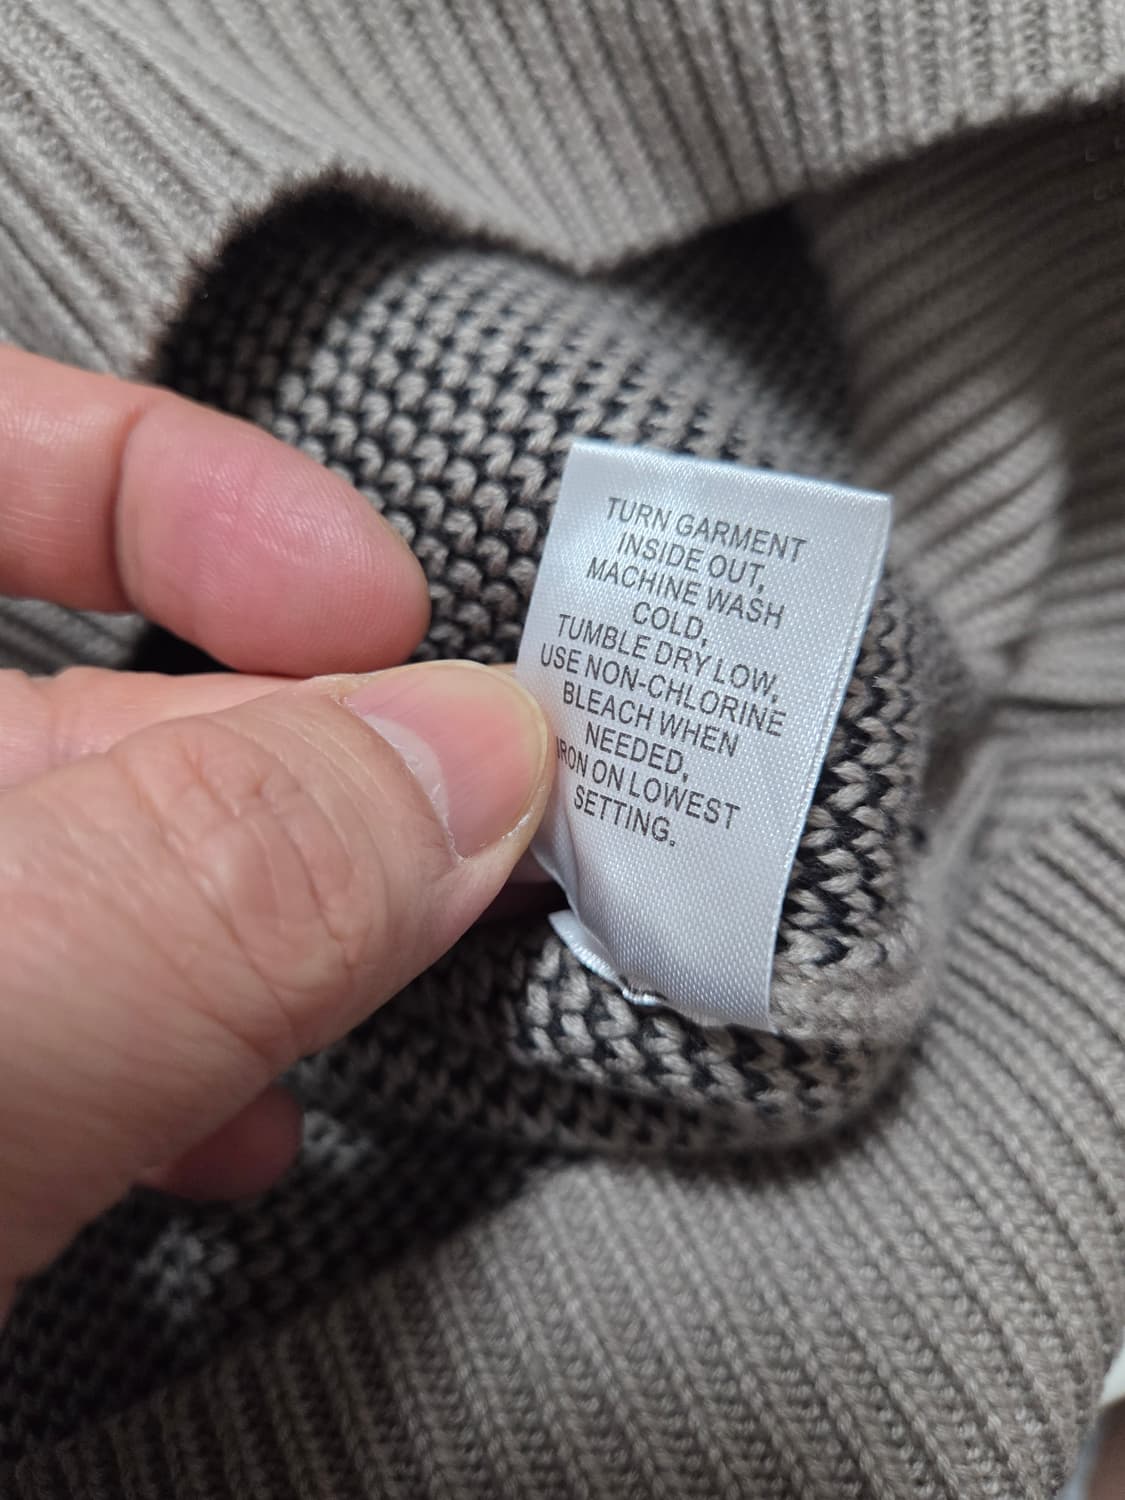 TURN GARMENT
INSIDE OUT,
MACHINE WASH
COLD,
TUMBLE DRY LOW,
USE NON-CHLORINE
BLEACH WHEN
NEEDED,
IRON ON LOWEST
SETTING.